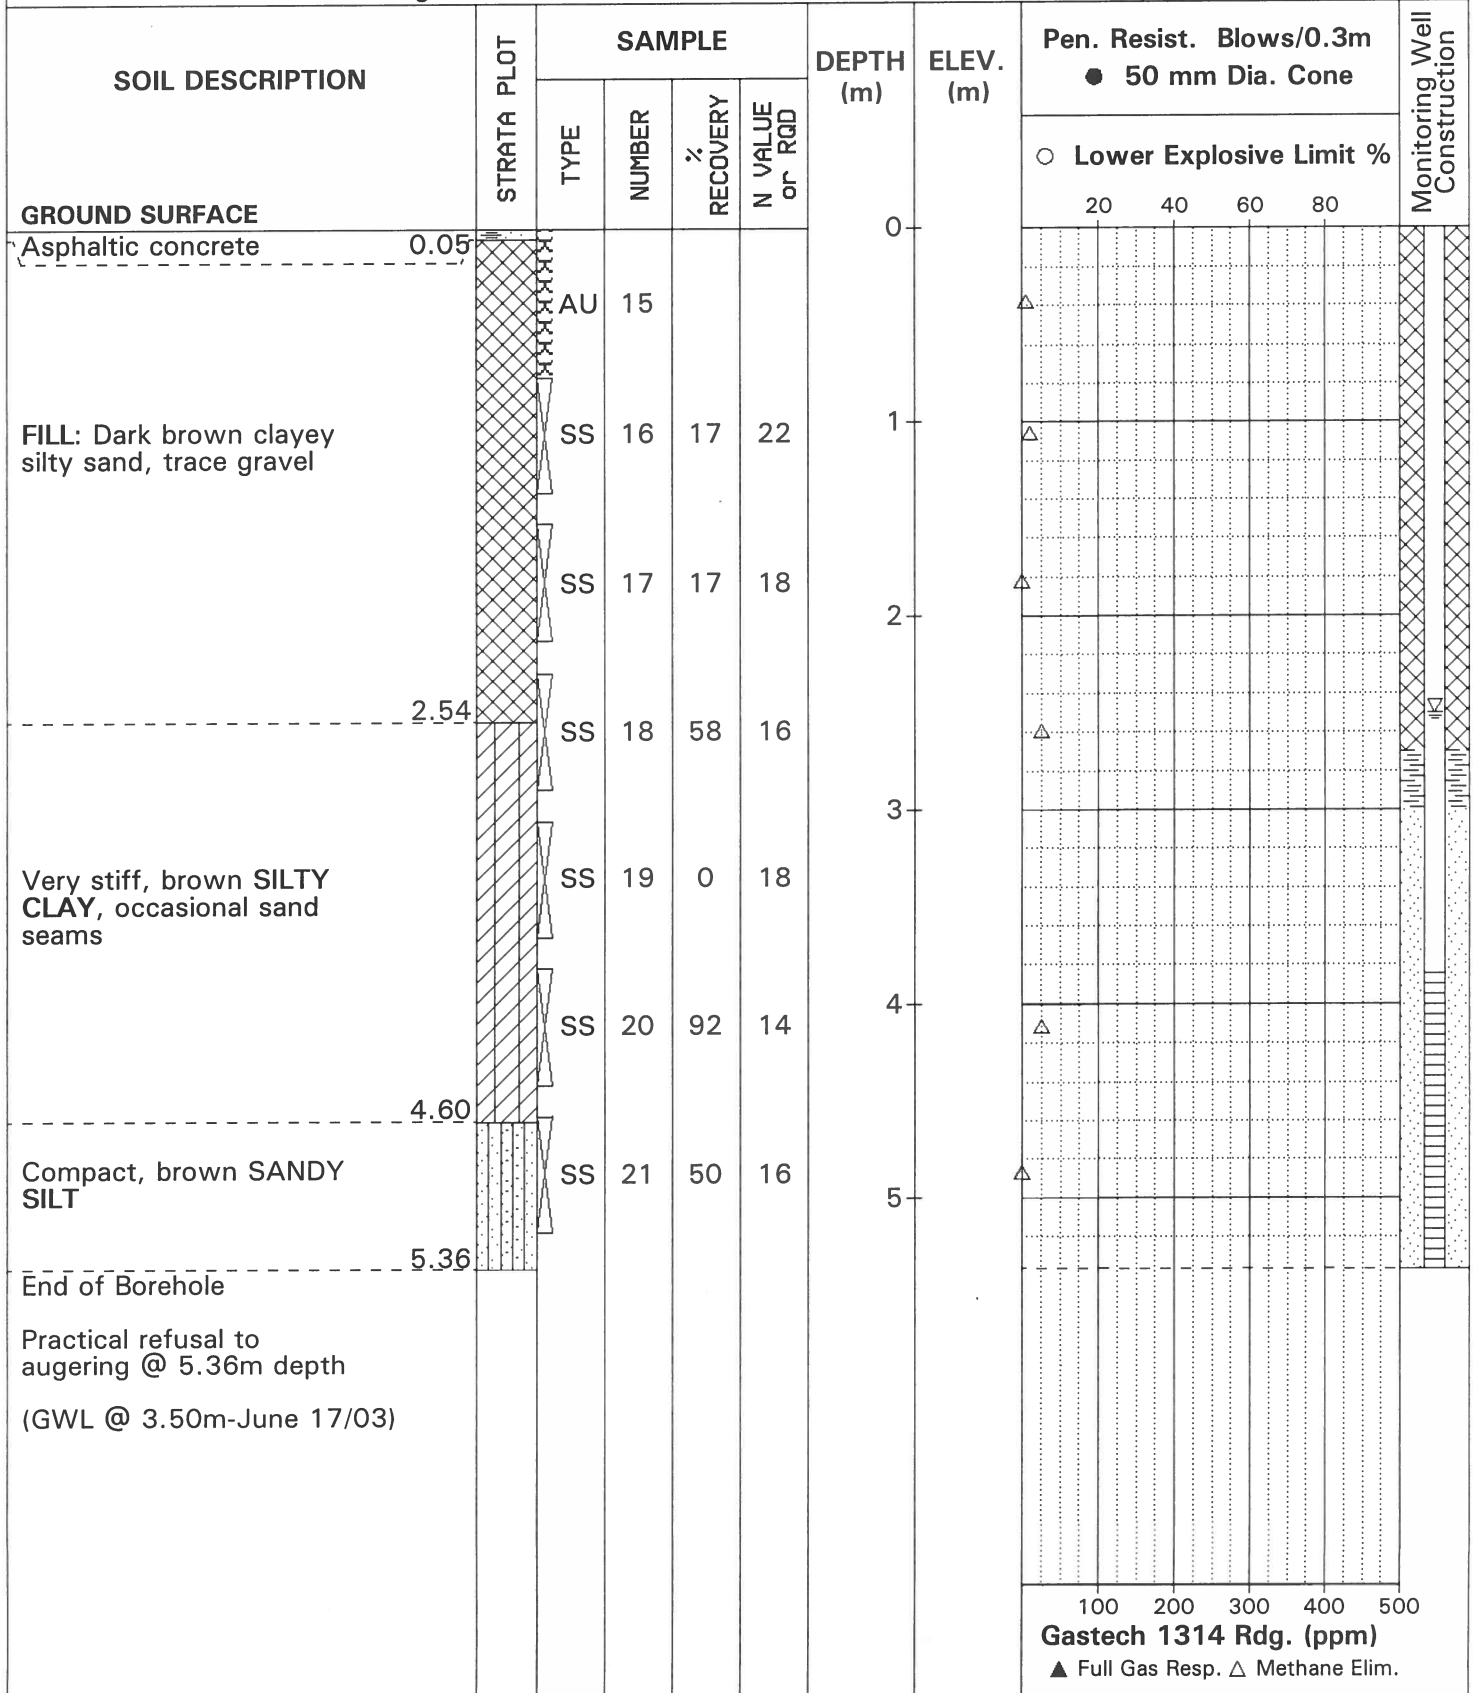 SOIL DESCRIPTION
GROUND SURFACE
STRATA PLOT
SAMPLE
TYPE
NUMBER
% RECOVERY
N VALUE or RQD
DEPTH (m)
ELEV. (m)
Pen. Resist. Blows/0.3m
● 50 mm Dia. Cone
○ Lower Explosive Limit %
20 40 60 80
Monitoring Well Construction
Asphaltic concrete 0.05
FILL: Dark brown clayey
silty sand, trace gravel
2.54
Very stiff, brown SILTY
CLAY, occasional sand
seams
4.60
Compact, brown SANDY
SILT
5.36
End of Borehole
Practical refusal to
augering @ 5.36m depth
(GWL @ 3.50m-June 17/03)
AU 15
SS 16 17 22
SS 17 17 18
SS 18 58 16
SS 19 0 18
SS 20 92 14
SS 21 50 16
0
1
2
3
4
5
100 200 300 400 500
Gastech 1314 Rdg. (ppm)
▲ Full Gas Resp. △ Methane Elim.